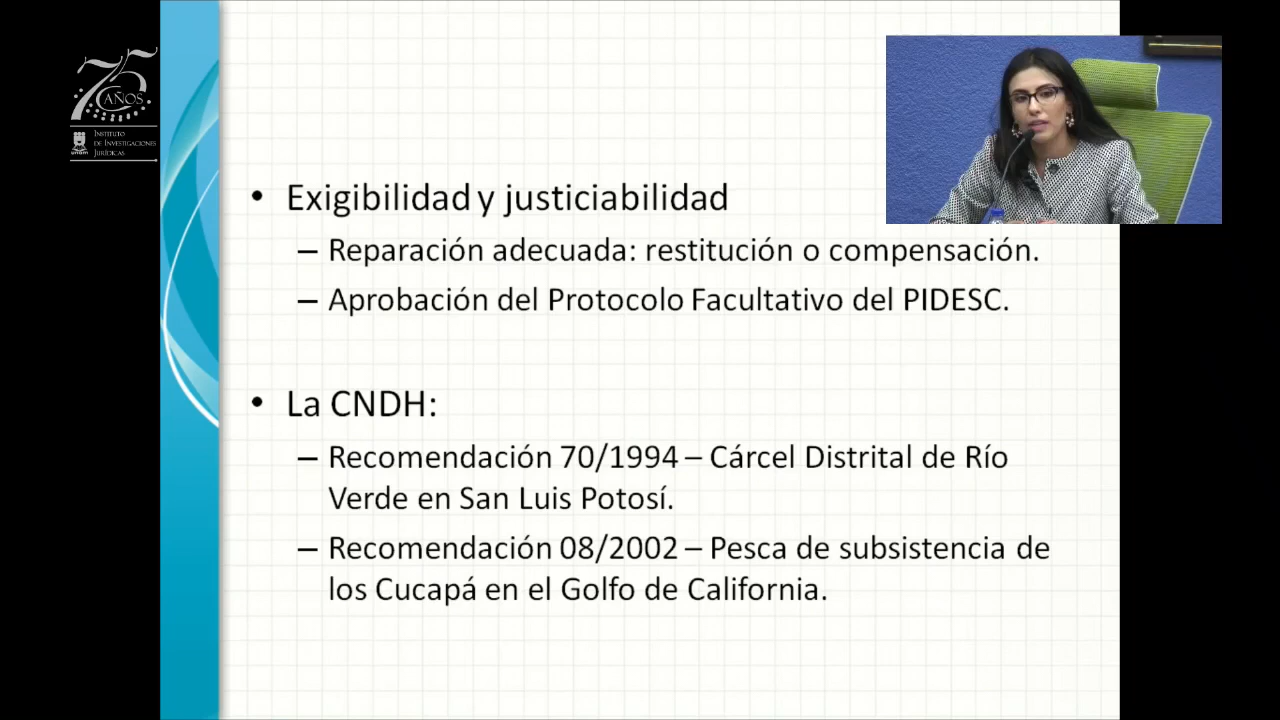 75
AÑOS
INSTITUTO
DE INVESTIGACIONES
JURÍDICAS
UNAM
• Exigibilidad y justiciabilidad
– Reparación adecuada: restitución o compensación.
– Aprobación del Protocolo Facultativo del PIDESC.
• La CNDH:
– Recomendación 70/1994 – Cárcel Distrital de Río
Verde en San Luis Potosí.
– Recomendación 08/2002 – Pesca de subsistencia de
los Cucapá en el Golfo de California.